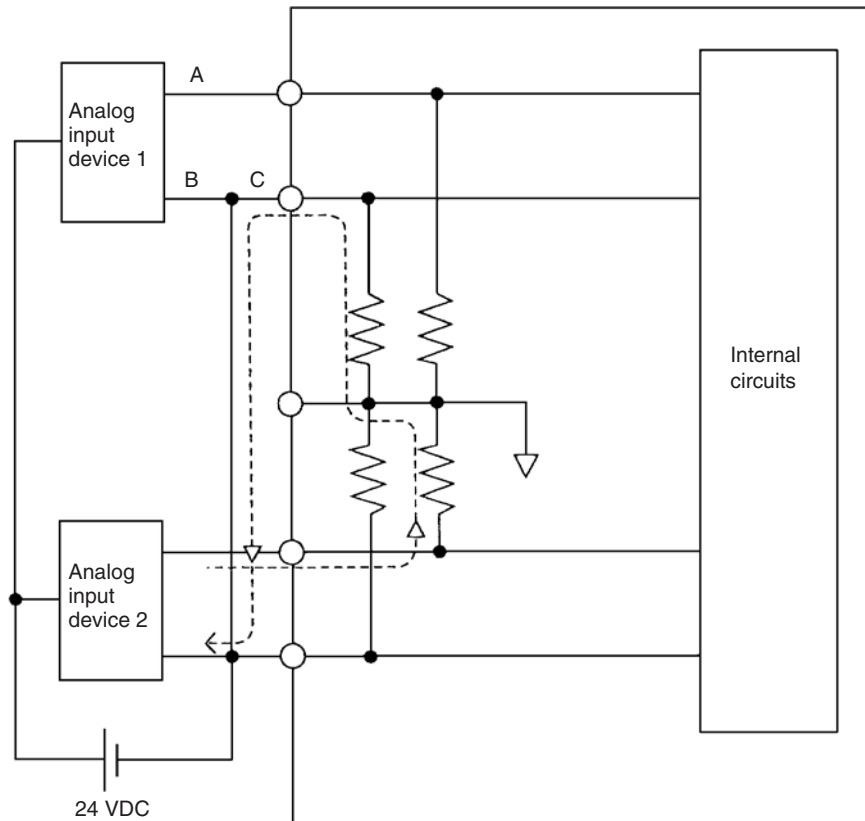 A
Analog
input
device 1
B
C
Internal
circuits
Analog
input
device 2
24 VDC